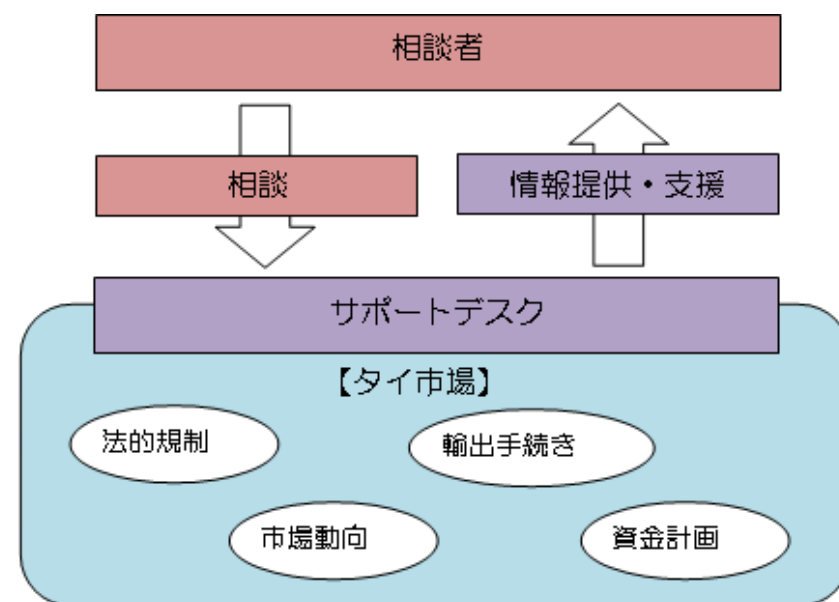 相談者
相談
情報提供・支援
サポートデスク
【タイ市場】
法的規制
輸出手続き
市場動向
資金計画